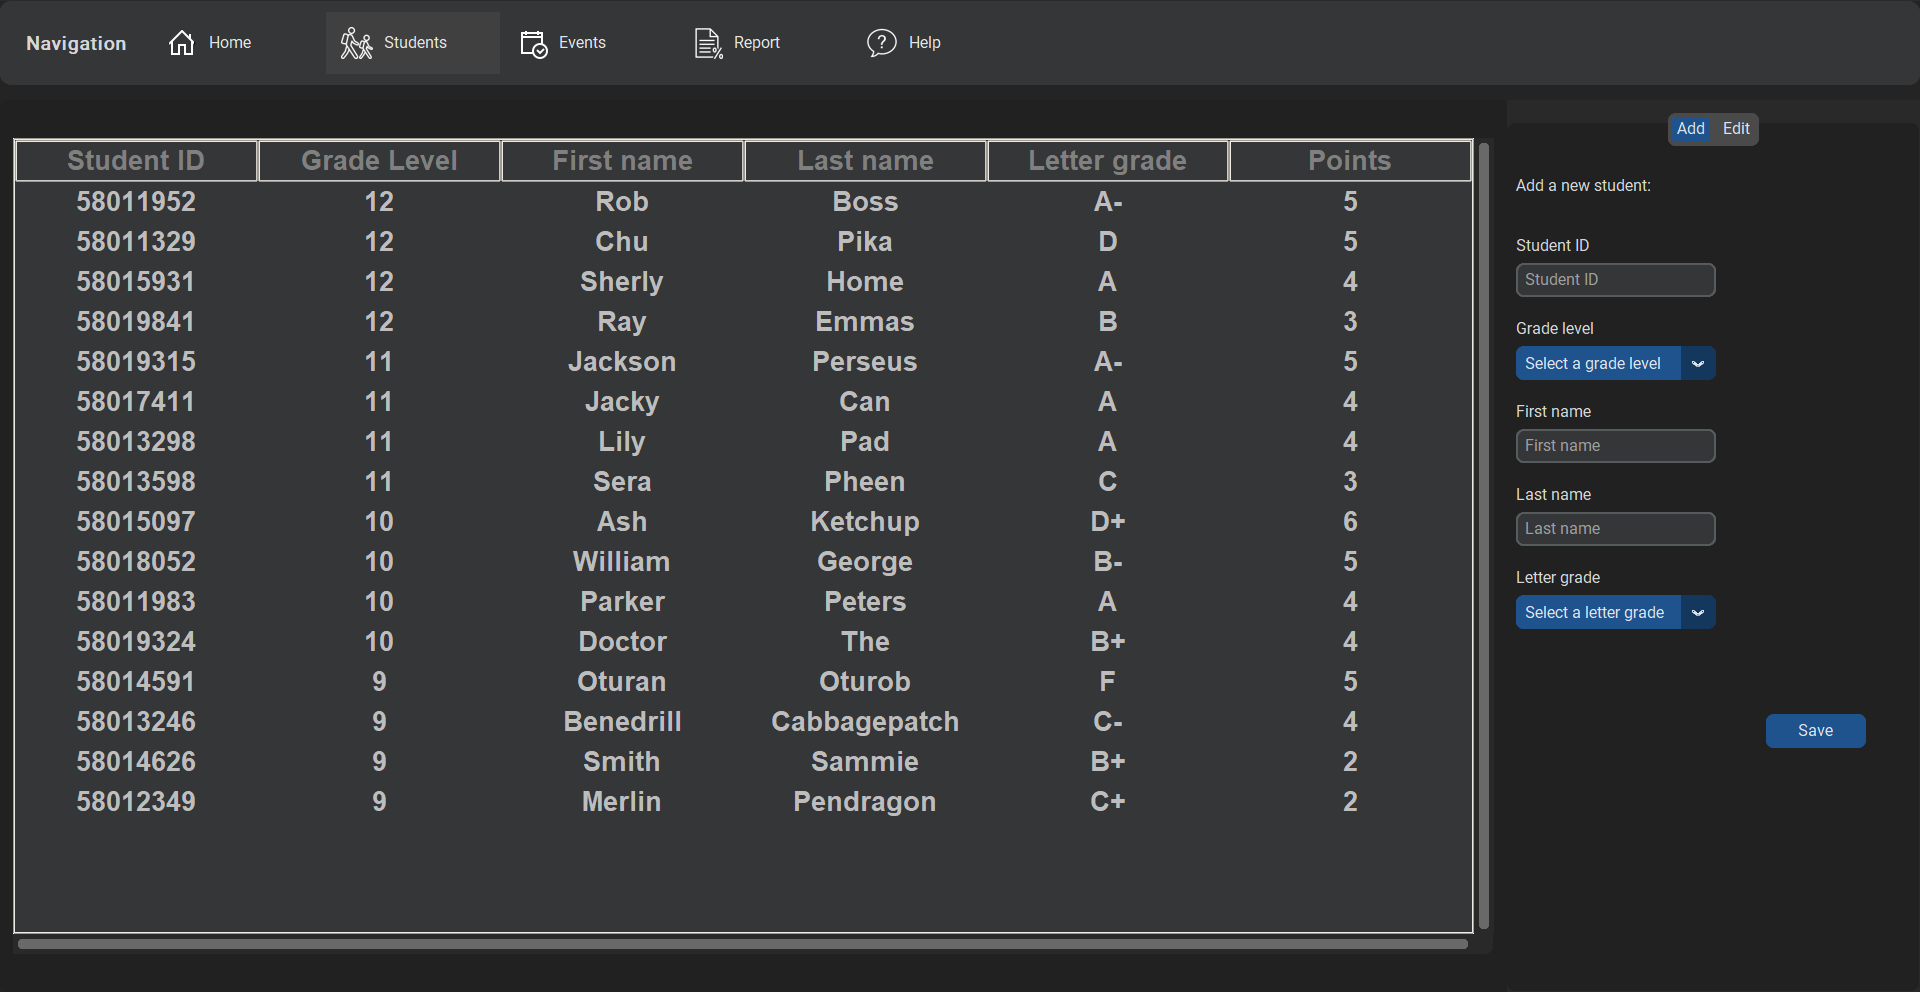 Navigation Home Students Events Report Help
Add Edit
Student ID Grade Level First name Last name Letter grade Points
58011952 12 Rob Boss A- 5
58011329 12 Chu Pika D 5
58015931 12 Sherly Home A 4
58019841 12 Ray Emmas B 3
58019315 11 Jackson Perseus A- 5
58017411 11 Jacky Can A 4
58013298 11 Lily Pad A 4
58013598 11 Sera Pheen C 3
58015097 10 Ash Ketchup D+ 6
58018052 10 William George B- 5
58011983 10 Parker Peters A 4
58019324 10 Doctor The B+ 4
58014591 9 Oturan Oturob F 5
58013246 9 Benedrill Cabbagepatch C- 4
58014626 9 Smith Sammie B+ 2
58012349 9 Merlin Pendragon C+ 2
Add a new student:
Student ID
Student ID
Grade level
Select a grade level
First name
First name
Last name
Last name
Letter grade
Select a letter grade
Save